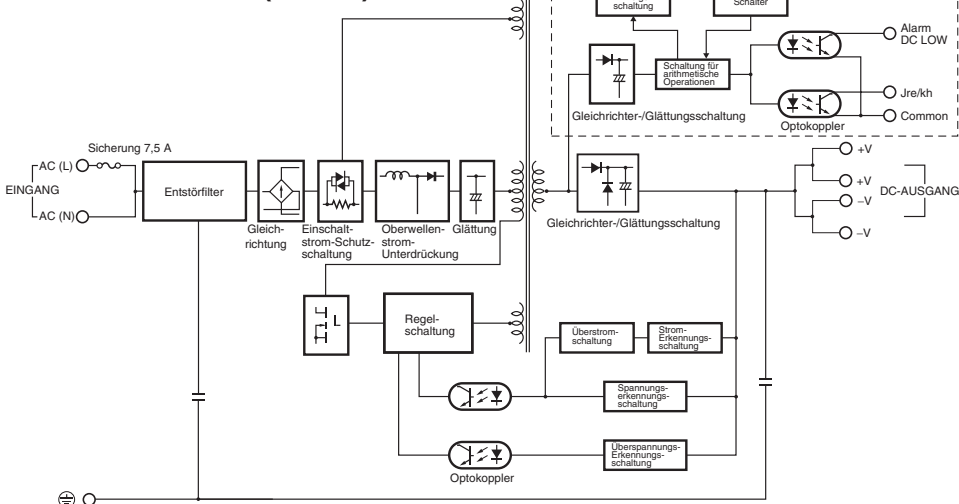 schaltung
Schalter
Alarm
DC LOW
Schaltung für
arithmetische
Operationen
Jre/kh
Common
Gleichrichter-/Glättungsschaltung
Optokoppler
Sicherung 7,5 A
AC (L)
EINGANG
AC (N)
Entstörfilter
Gleich-
richtung
Einschalt-
strom-Schutz-
schaltung
Oberwellen-
strom-
Unterdrückung
Glättung
Gleichrichter-/Glättungsschaltung
+V
+V
–V
–V
DC-AUSGANG
L
Regel-
schaltung
Überstrom-
schaltung
Strom-
Erkennungs-
schaltung
Spannungs-
erkennungs-
schaltung
Überspannungs-
Erkennungs-
schaltung
Optokoppler